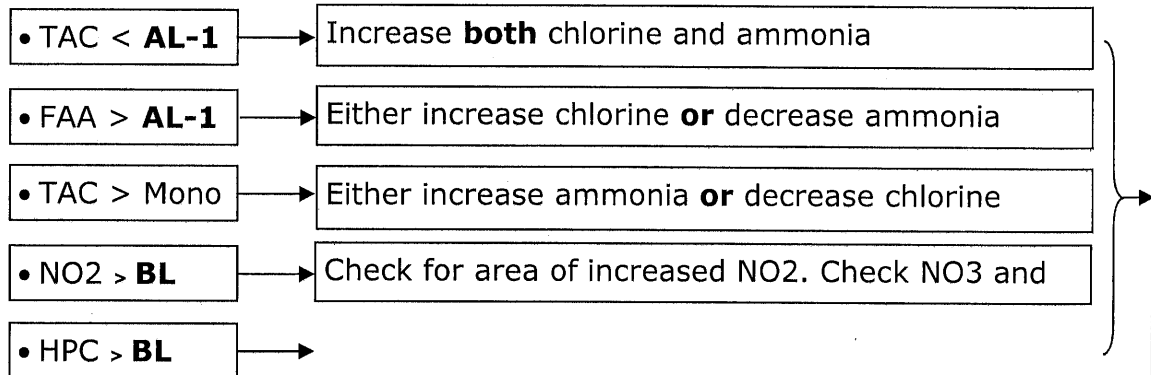 • TAC < AL-1 Increase both chlorine and ammonia
• FAA > AL-1 Either increase chlorine or decrease ammonia
• TAC > Mono Either increase ammonia or decrease chlorine
• NO2 > BL Check for area of increased NO2. Check NO3 and
• HPC > BL